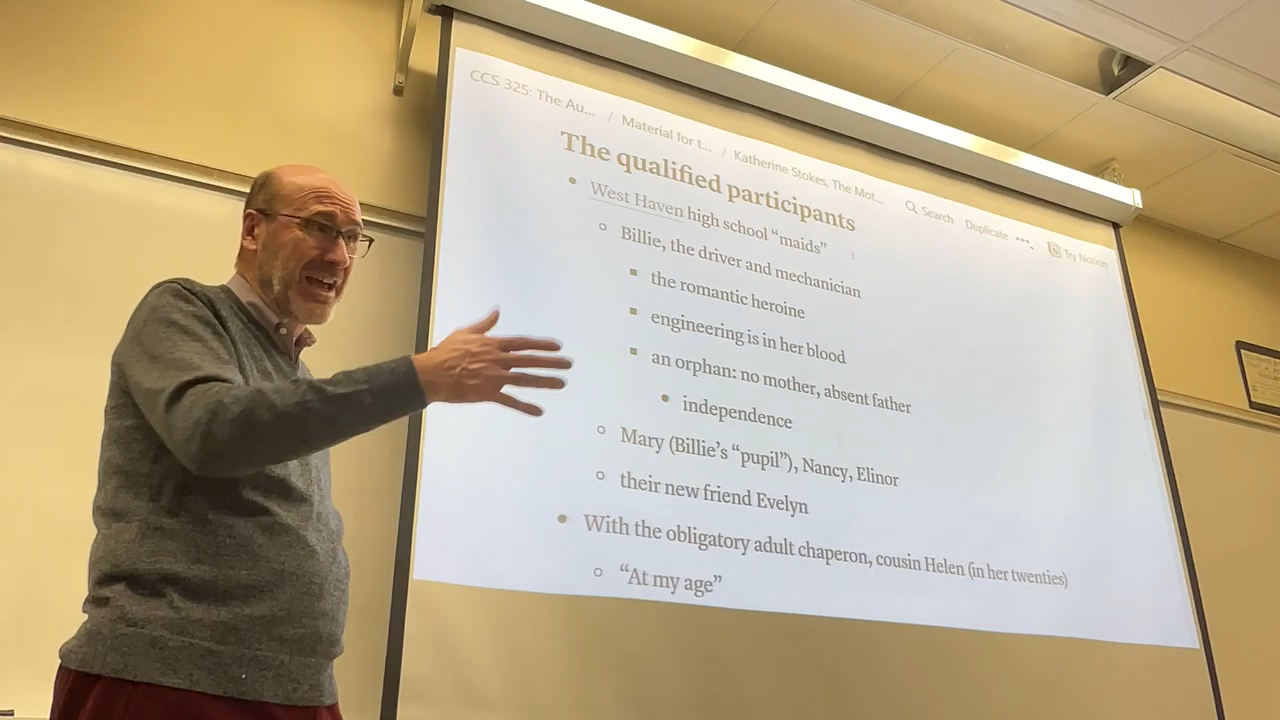 CCS 325: The Au... / Material for t... / Katherine Stokes, The Mot...
Search Duplicate ••• Try Notion
The qualified participants
West Haven high school “maids”
Billie, the driver and mechanician
the romantic heroine
engineering is in her blood
an orphan: no mother, absent father
independence
Mary (Billie’s “pupil”), Nancy, Elinor
their new friend Evelyn
With the obligatory adult chaperon, cousin Helen (in her twenties)
“At my age”